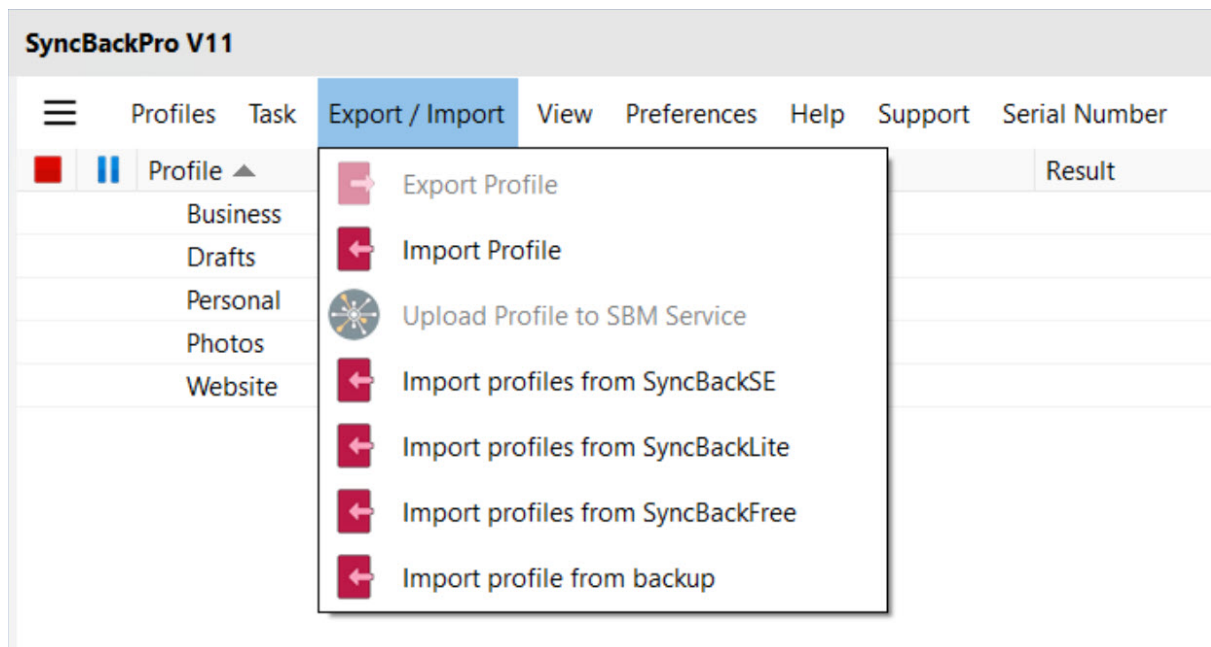 SyncBackPro V11
Profiles Task Export / Import View Preferences Help Support Serial Number
Profile Result
Export Profile
Business
Import Profile
Drafts
Personal
Upload Profile to SBM Service
Photos
Import profiles from SyncBackSE
Website
Import profiles from SyncBackLite
Import profiles from SyncBackFree
Import profile from backup